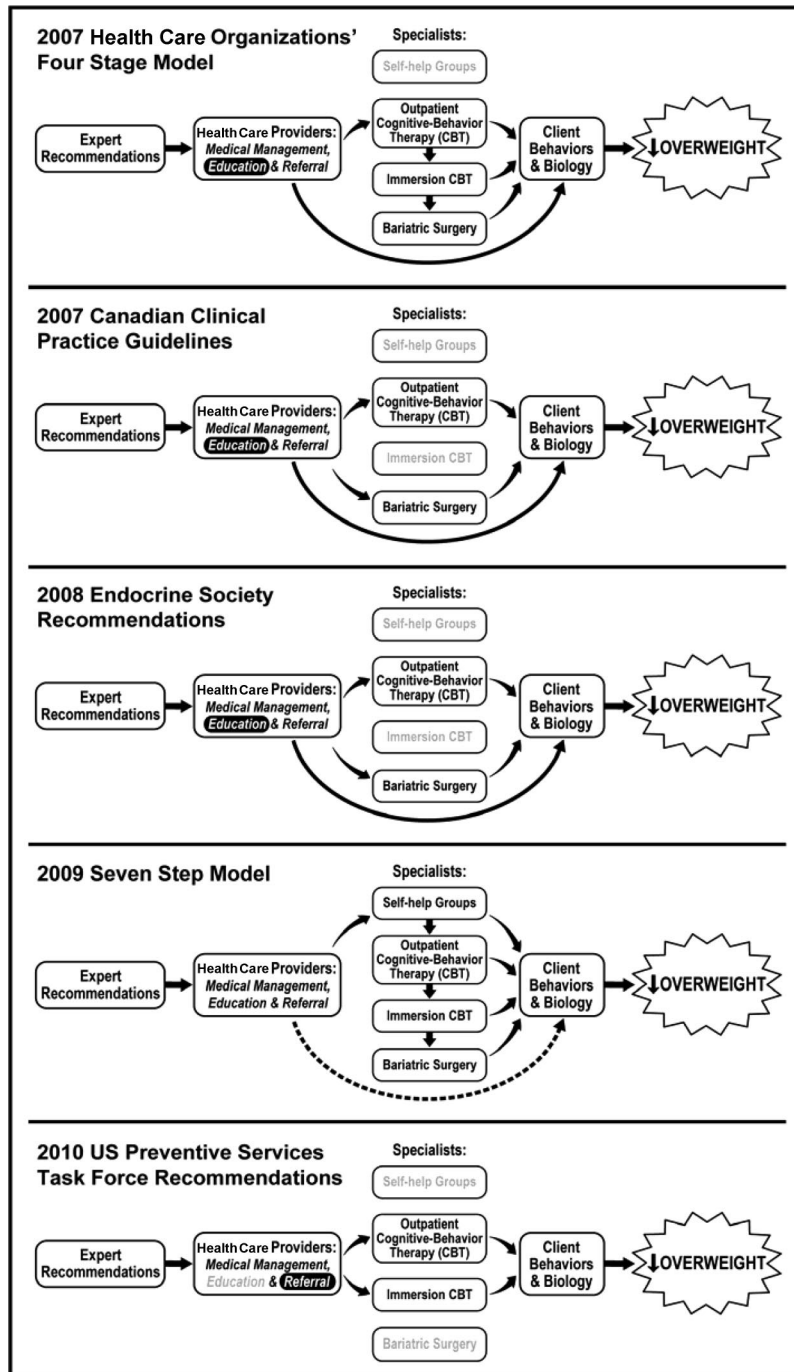 2007 Health Care Organizations'
Four Stage Model
Specialists:
Self-help Groups
Expert
Recommendations
Health Care Providers:
Medical Management,
Education & Referral
Outpatient
Cognitive-Behavior
Therapy (CBT)
Immersion CBT
Bariatric Surgery
Client
Behaviors
& Biology
↓OVERWEIGHT
2007 Canadian Clinical
Practice Guidelines
Specialists:
Self-help Groups
Expert
Recommendations
Health Care Providers:
Medical Management,
Education & Referral
Outpatient
Cognitive-Behavior
Therapy (CBT)
Immersion CBT
Bariatric Surgery
Client
Behaviors
& Biology
↓OVERWEIGHT
2008 Endocrine Society
Recommendations
Specialists:
Self-help Groups
Expert
Recommendations
Health Care Providers:
Medical Management,
Education & Referral
Outpatient
Cognitive-Behavior
Therapy (CBT)
Immersion CBT
Bariatric Surgery
Client
Behaviors
& Biology
↓OVERWEIGHT
2009 Seven Step Model
Specialists:
Self-help Groups
Expert
Recommendations
Health Care Providers:
Medical Management,
Education & Referral
Outpatient
Cognitive-Behavior
Therapy (CBT)
Immersion CBT
Bariatric Surgery
Client
Behaviors
& Biology
↓OVERWEIGHT
2010 US Preventive Services
Task Force Recommendations
Specialists:
Self-help Groups
Expert
Recommendations
Health Care Providers:
Medical Management,
Education & Referral
Outpatient
Cognitive-Behavior
Therapy (CBT)
Immersion CBT
Bariatric Surgery
Client
Behaviors
& Biology
↓OVERWEIGHT